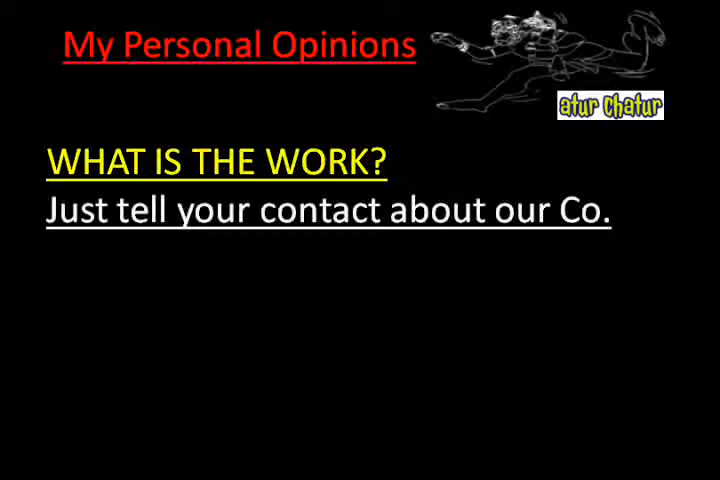 My Personal Opinions
atur Chatur
WHAT IS THE WORK?
Just tell your contact about our Co.